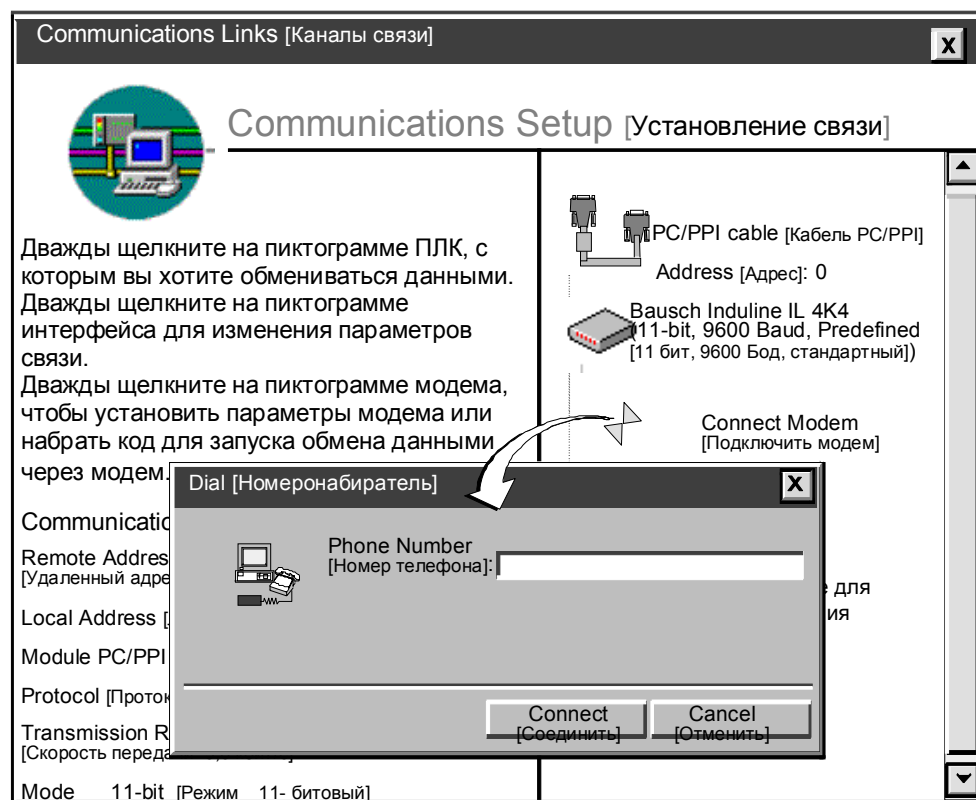 Communications Links [Каналы связи]
X
Communications Setup [Установление связи]
Дважды щелкните на пиктограмме ПЛК, с
которым вы хотите обмениваться данными.
Дважды щелкните на пиктограмме
интерфейса для изменения параметров
связи.
Дважды щелкните на пиктограмме модема,
чтобы установить параметры модема или
набрать код для запуска обмена данными
через модем.
PC/PPI cable [Кабель PC/PPI]
Address [Адрес]: 0
Bausch Induline IL 4K4
(11-bit, 9600 Baud, Predefined
[11 бит, 9600 Бод, стандартный])
Connect Modem
[Подключить модем]
Dial [Номеронабиратель]
X
Phone Number
[Номер телефона]:
Connect
[Соединить]
Cancel
[Отменить]
Remote
[Удаленный
Local Address
Module PC/PPI
Protocol
Transmission
[Скорость
для
Mode 11-bit [Режим 11- битовый]